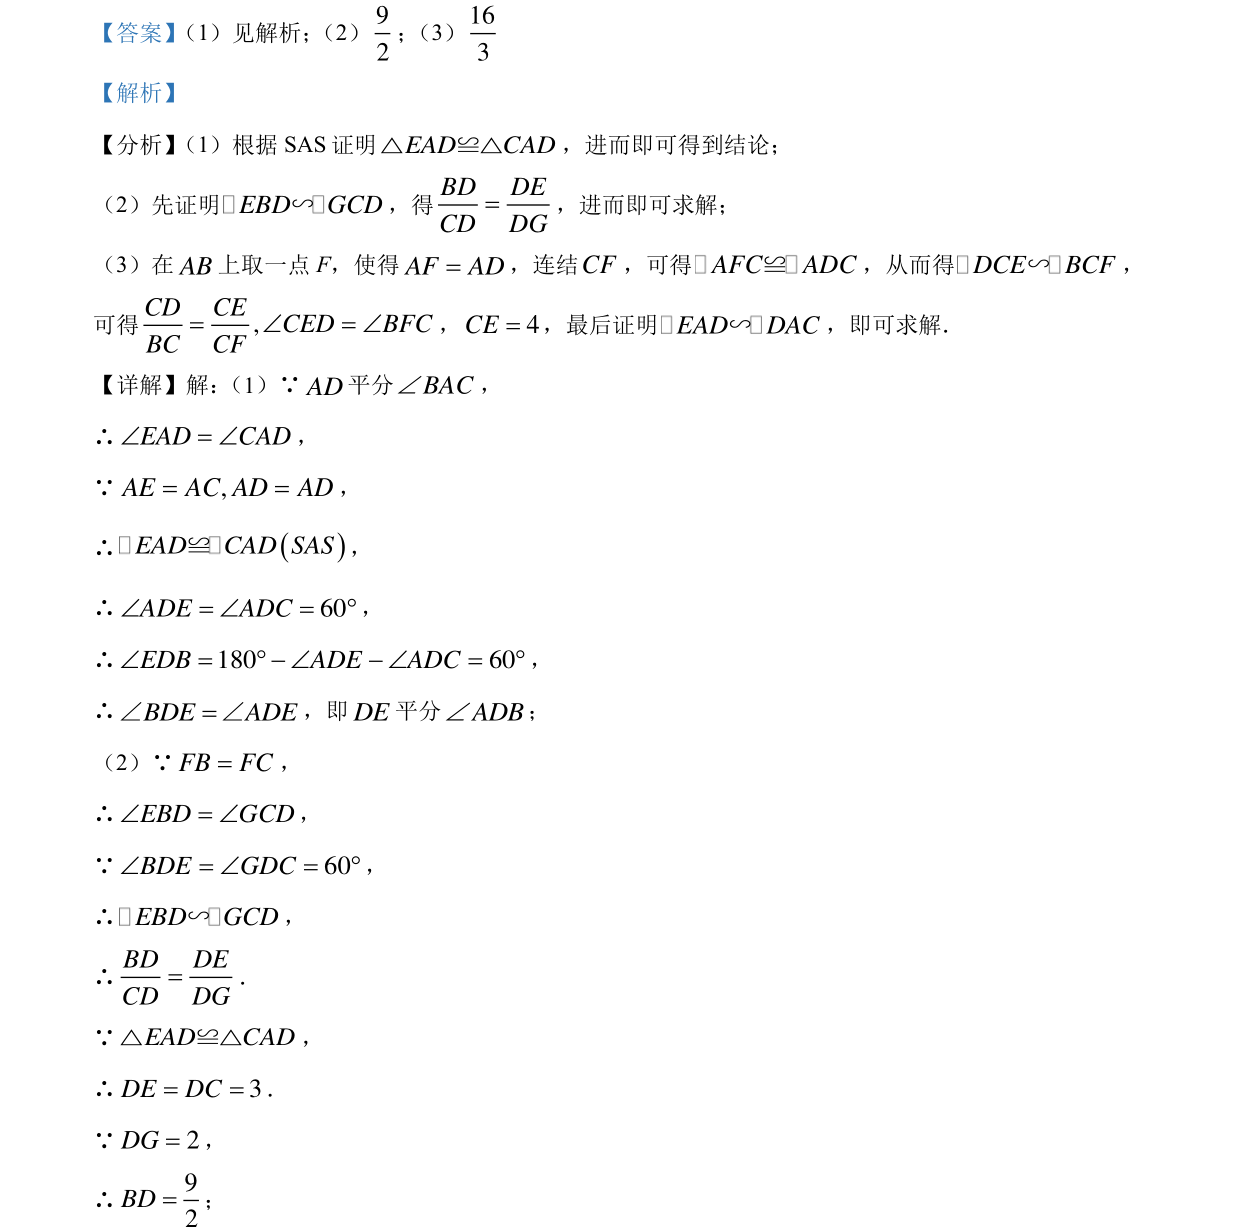 【答案】（1）见解析；（2）9/2；（3）16/3
【解析】
【分析】（1）根据 SAS 证明△EAD≌△CAD，进而即可得到结论；
（2）先证明□EBD∽□GCD，得BD/CD=DE/DG，进而即可求解；
（3）在 AB 上取一点 F，使得 AF = AD，连结 CF，可得□AFC≌□ADC，从而得□DCE∽□BCF，
可得CD/BC=CE/CF,∠CED=∠BFC，CE=4，最后证明□EAD∽□DAC，即可求解．
【详解】解：（1）∵ AD 平分∠BAC，
∴∠EAD=∠CAD，
∵ AE = AC, AD = AD，
∴□EAD≌□CAD(SAS)，
∴∠ADE=∠ADC=60°，
∴∠EDB=180°−∠ADE−∠ADC=60°，
∴∠BDE=∠ADE，即 DE 平分∠ADB；
（2）∵ FB = FC，
∴∠EBD=∠GCD，
∵∠BDE=∠GDC=60°，
∴□EBD∽□GCD，
∴BD/CD=DE/DG．
∵△EAD≌△CAD，
∴DE=DC=3．
∵DG=2，
∴BD=9/2；